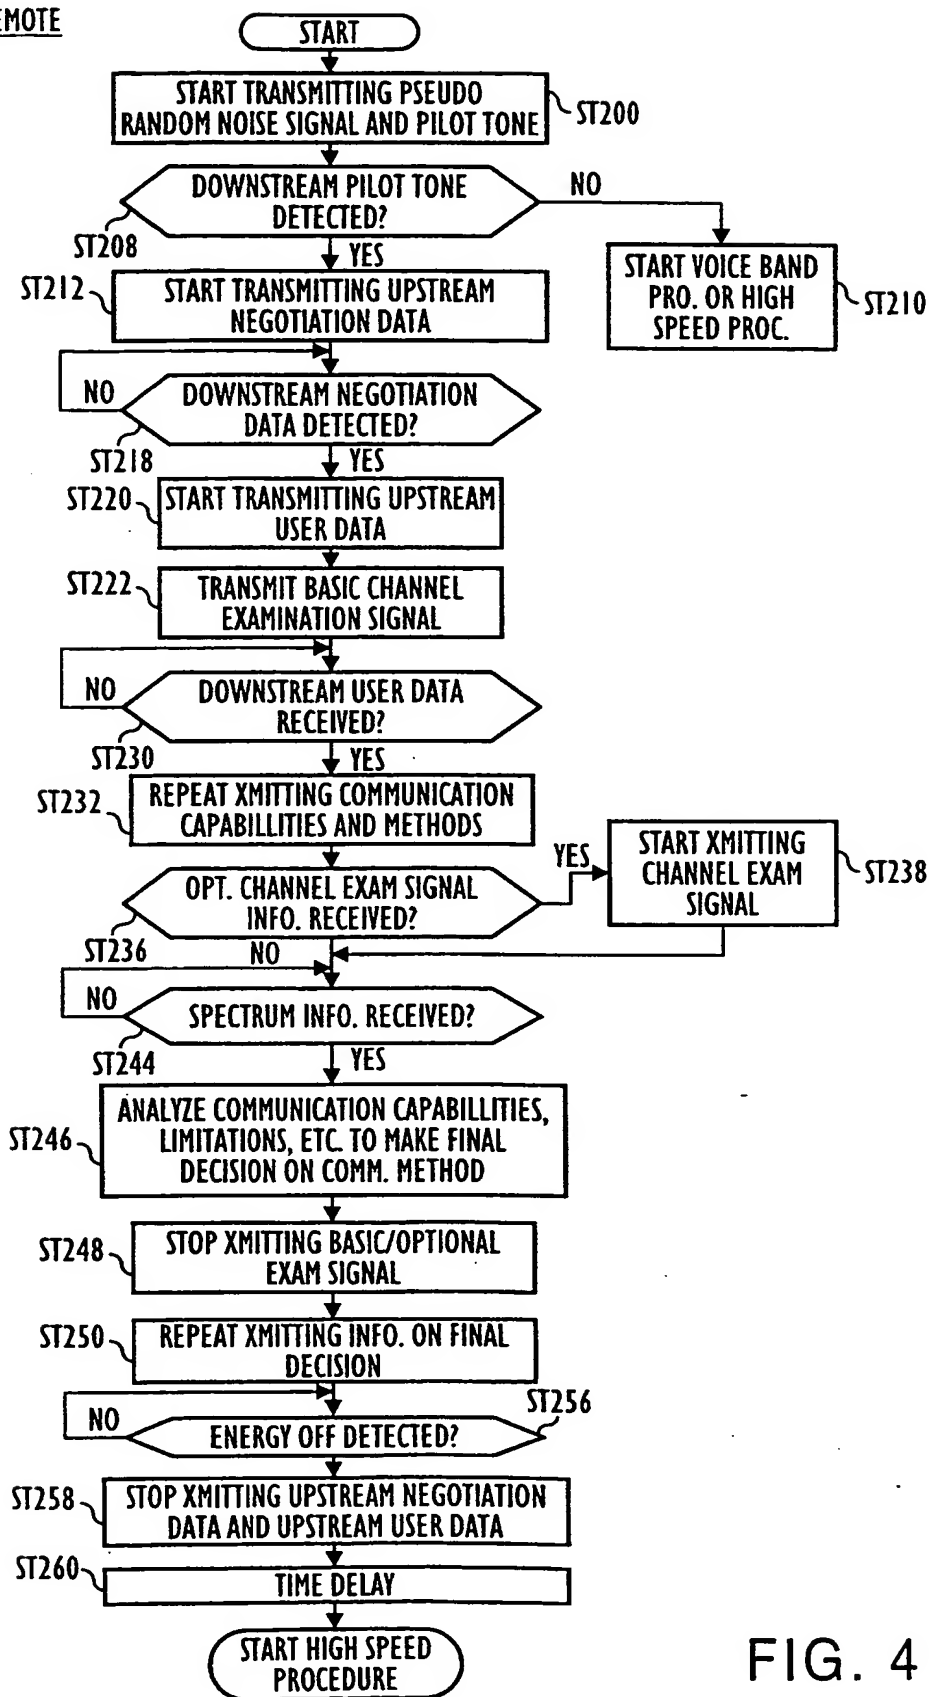 EMOTE
START
START TRANSMITTING PSEUDO
RANDOM NOISE SIGNAL AND PILOT TONE
ST200
DOWNSTREAM PILOT TONE
DETECTED?
NO
ST208
YES
START VOICE BAND
PRO. OR HIGH
SPEED PROC.
ST210
ST212
START TRANSMITTING UPSTREAM
NEGOTIATION DATA
NO
DOWNSTREAM NEGOTIATION
DATA DETECTED?
ST218
YES
ST220
START TRANSMITTING UPSTREAM
USER DATA
ST222
TRANSMIT BASIC CHANNEL
EXAMINATION SIGNAL
NO
DOWNSTREAM USER DATA
RECEIVED?
ST230
YES
ST232
REPEAT XMITTING COMMUNICATION
CAPABILLITIES AND METHODS
OPT. CHANNEL EXAM SIGNAL
INFO. RECEIVED?
YES
START XMITTING
CHANNEL EXAM
SIGNAL
ST238
ST236
NO
NO
SPECTRUM INFO. RECEIVED?
ST244
YES
ST246
ANALYZE COMMUNICATION CAPABILLITIES,
LIMITATIONS, ETC. TO MAKE FINAL
DECISION ON COMM. METHOD
ST248
STOP XMITTING BASIC/OPTIONAL
EXAM SIGNAL
ST250
REPEAT XMITTING INFO. ON FINAL
DECISION
NO
ENERGY OFF DETECTED?
ST256
ST258
STOP XMITTING UPSTREAM NEGOTIATION
DATA AND UPSTREAM USER DATA
ST260
TIME DELAY
START HIGH SPEED
PROCEDURE
FIG. 4